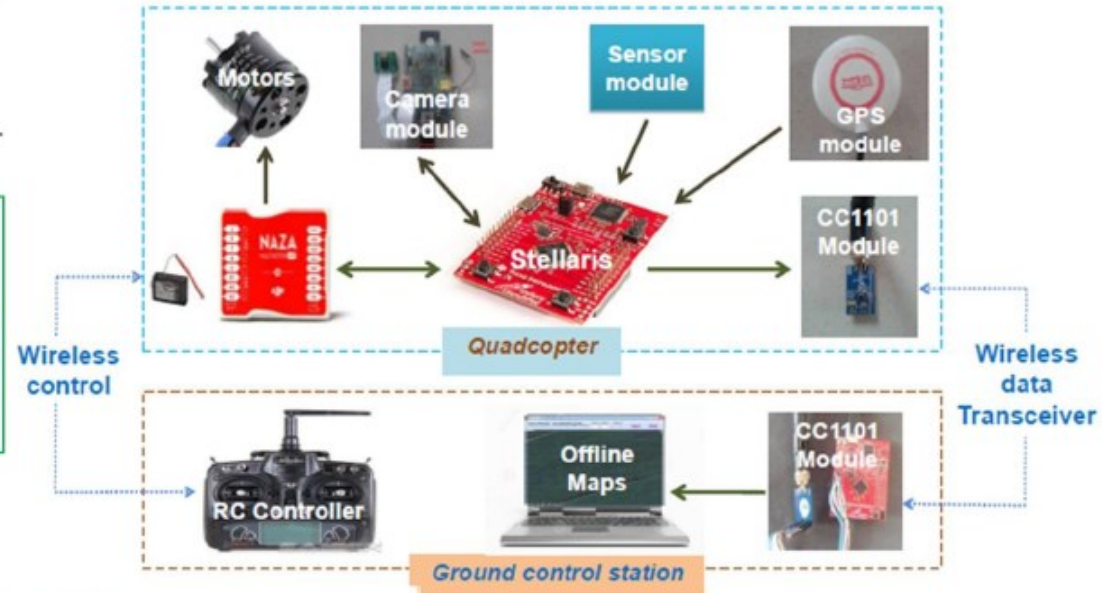 Motors
Camera
module
Sensor
module
GPS
module
NAZA
Stellaris
CC1101
Module
Quadcopter
Wireless
control
Wireless
data
Transceiver
RC Controller
Offline
Maps
CC1101
Module
Ground control station